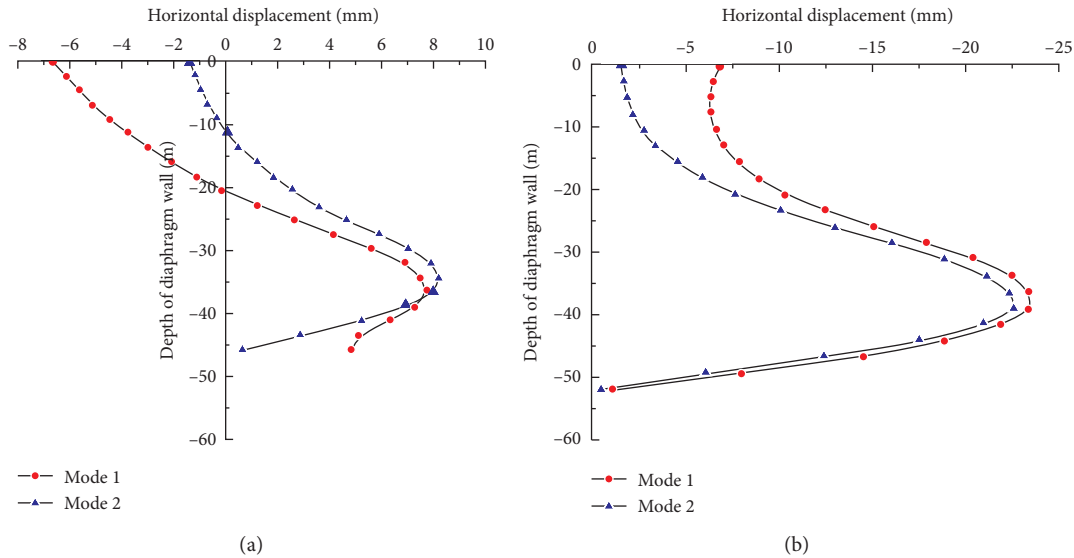 Horizontal displacement (mm)
−8 −6 −4 −2 0 2 4 6 8 10
0
−10
−20
−30
−40
−50
−60
Depth of diaphragm wall (m)
Mode 1
Mode 2
(a)
Horizontal displacement (mm)
0 −5 −10 −15 −20 −25
0
−10
−20
−30
−40
−50
−60
Depth of diaphragm wall (m)
Mode 1
Mode 2
(b)